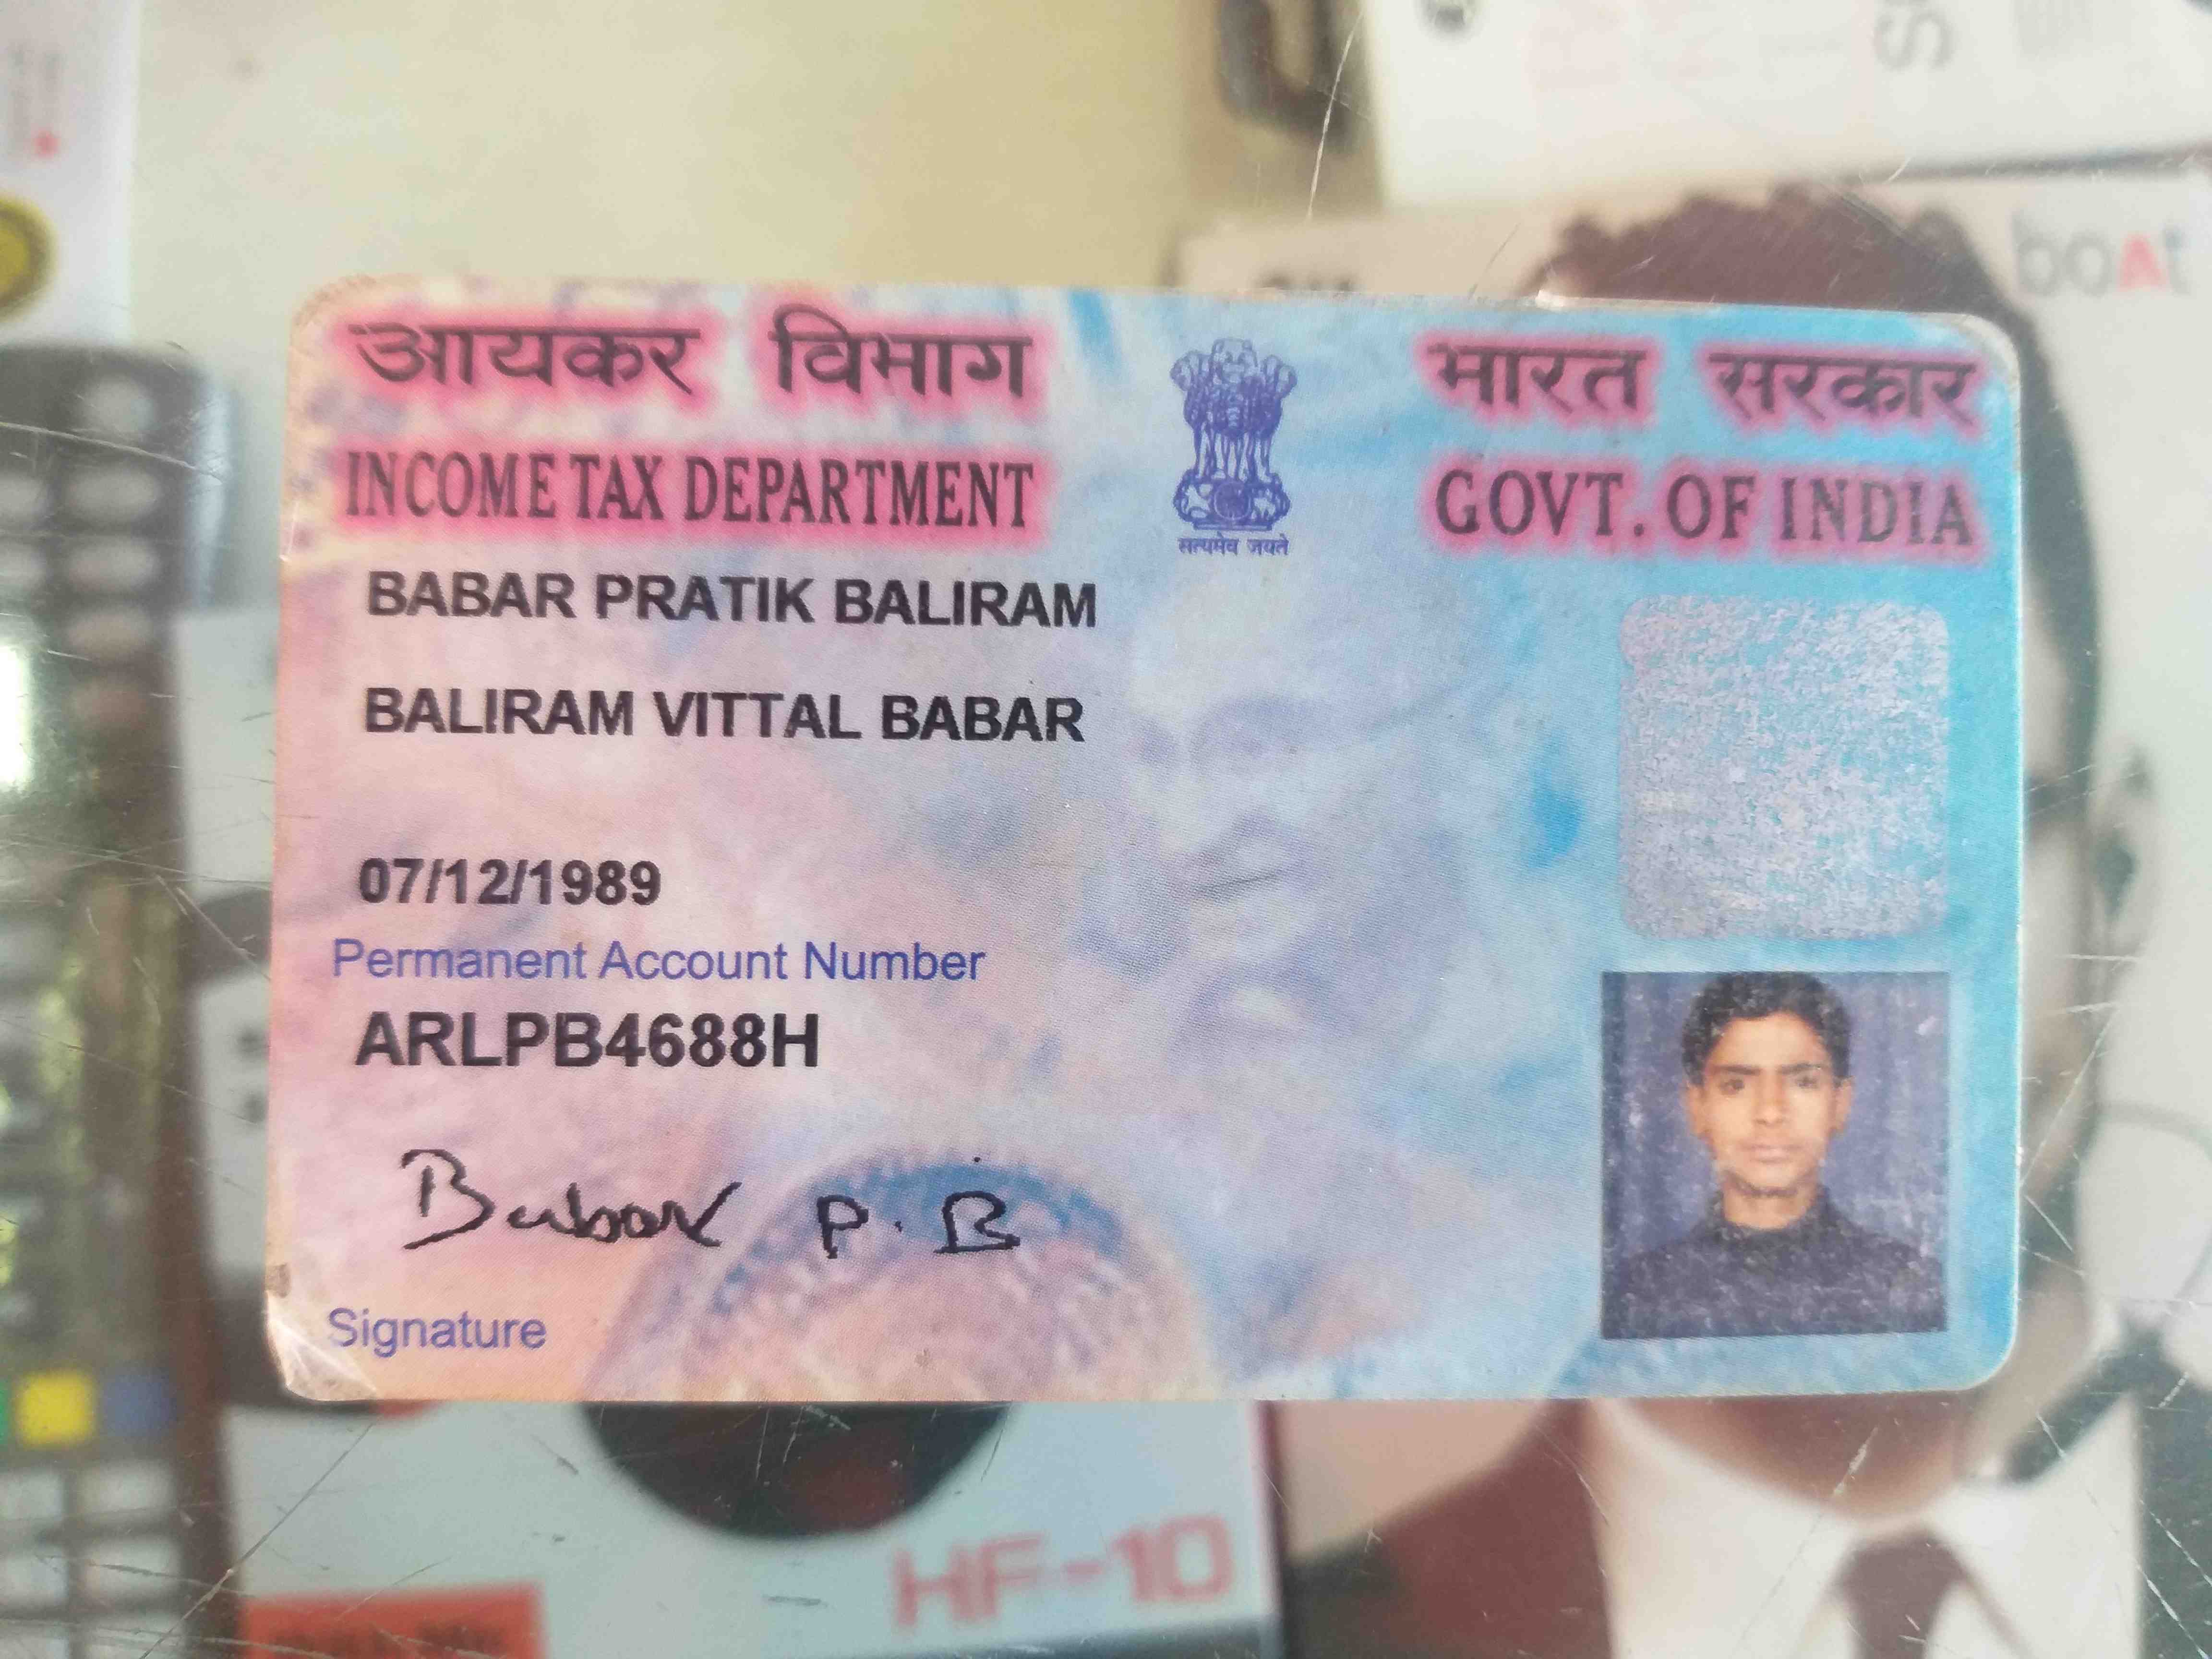 boAt
आयकर विभाग
भारत सरकार
INCOME TAX DEPARTMENT
GOVT. OF INDIA
सत्यमेव जयते
BABAR PRATIK BALIRAM
BALIRAM VITTAL BABAR
07/12/1989
Permanent Account Number
ARLPB4688H
Babar P. B
Signature
HF-10